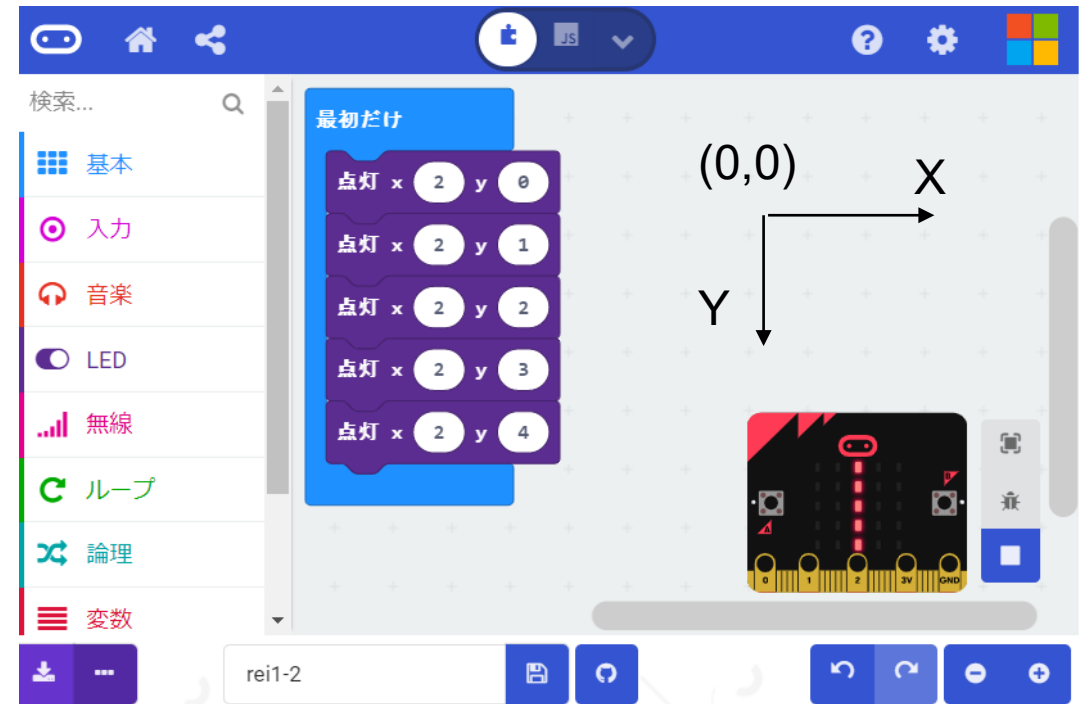 JS
?
検索...
基本
入力
音楽
LED
無線
ループ
論理
変数
最初だけ
点灯 x 2 y 0
点灯 x 2 y 1
点灯 x 2 y 2
点灯 x 2 y 3
点灯 x 2 y 4
(0,0)
X
Y
B
A
0 1 2 3V GND
rei1-2